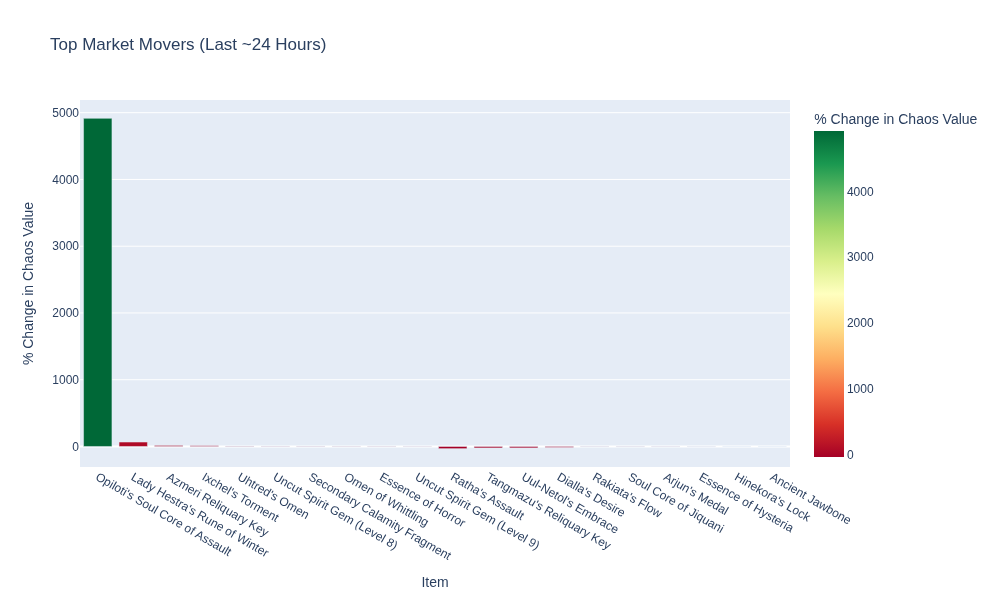 Top Market Movers (Last ~24 Hours)
% Change in Chaos Value
5000
4000
3000
2000
1000
0
Opiloti's Soul Core of Assault
Lady Hestra's Rune of Winter
Azmeri Reliquary Key
Ixchel's Torment
Uhtred's Omen
Uncut Spirit Gem (Level 8)
Secondary Calamity Fragment
Omen of Whittling
Essence of Horror
Uncut Spirit Gem (Level 9)
Ratha's Assault
Tangmazu's Reliquary Key
Uul-Netol's Embrace
Dialla's Desire
Rakiata's Flow
Soul Core of Jiquani
Arjun's Medal
Essence of Hysteria
Hinekora's Lock
Ancient Jawbone
Item
% Change in Chaos Value
4000
3000
2000
1000
0